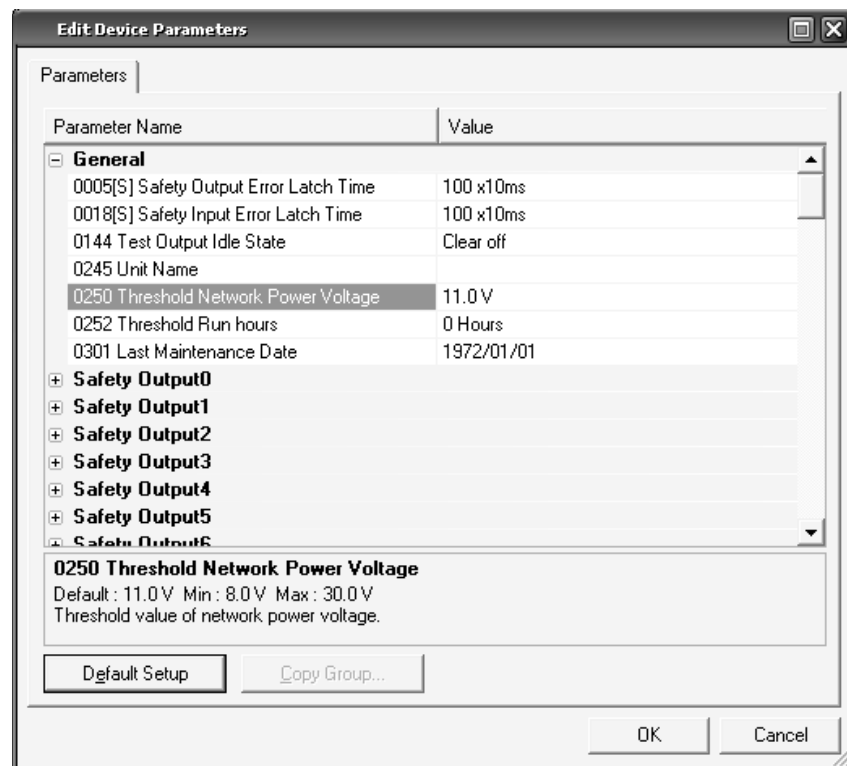 Edit Device Parameters
Parameters
Parameter Name Value
General
0005[S] Safety Output Error Latch Time 100 x10ms
0018[S] Safety Input Error Latch Time 100 x10ms
0144 Test Output Idle State Clear off
0245 Unit Name
0250 Threshold Network Power Voltage 11.0 V
0252 Threshold Run hours 0 Hours
0301 Last Maintenance Date 1972/01/01
Safety Output0
Safety Output1
Safety Output2
Safety Output3
Safety Output4
Safety Output5
Safety Output6
0250 Threshold Network Power Voltage
Default : 11.0 V Min : 8.0 V Max : 30.0 V
Threshold value of network power voltage.
Default Setup Copy Group...
OK Cancel